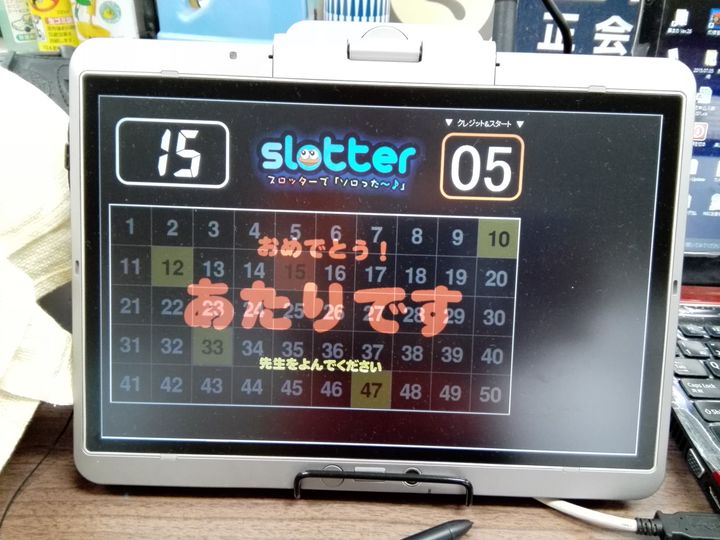 正 会
15
slotter
スロッターで「ソロった～♪」
▼ クレジット&スタート ▼
05
1 2 3 4 5 6 7 8 9 10
おめでとう!
11 12 13 14 15 16 17 18 19 20
あたりです
21 22 23 24 25 26 27 28 29 30
31 32 33 34 35 36 37 38 39 40
先生をよんでください
41 42 43 44 45 46 47 48 49 50
Caps Lock